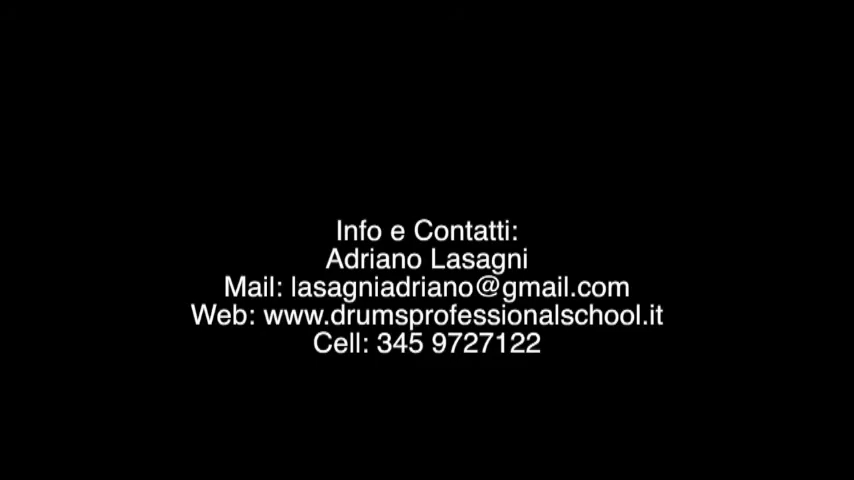 Info e Contatti:
Adriano Lasagni
Mail: lasagniadriano@gmail.com
Web: www.drumsprofessionalschool.it
Cell: 345 9727122